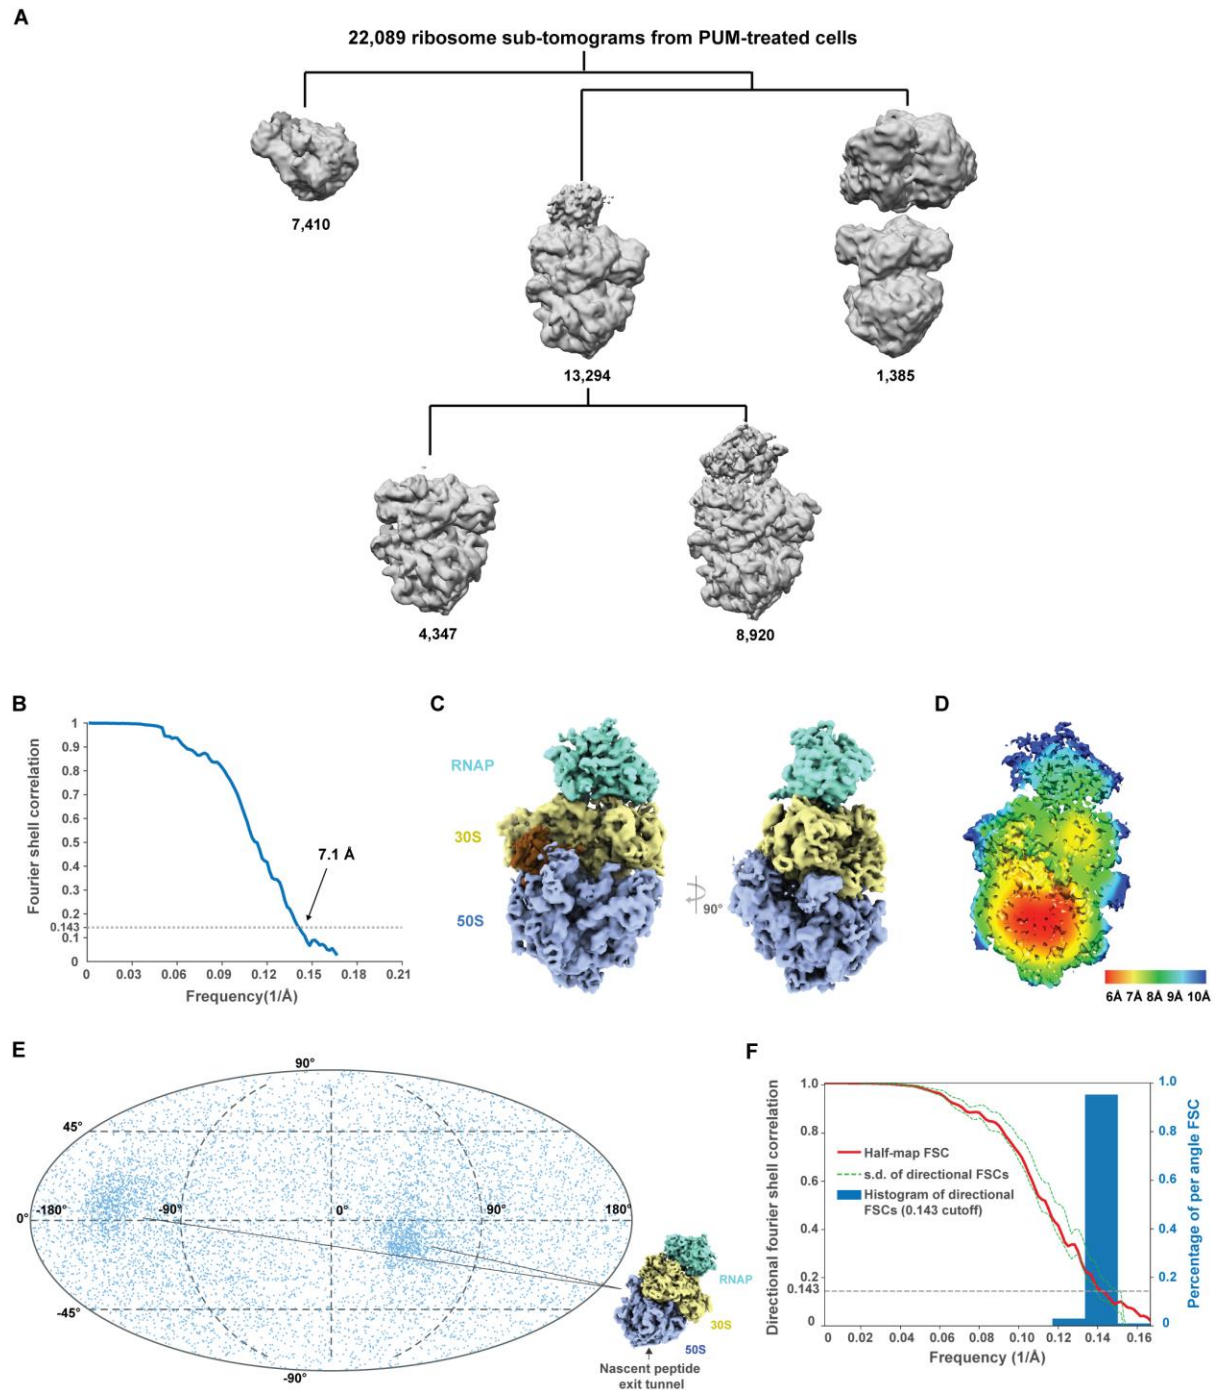 A
22,089 ribosome sub-tomograms from PUM-treated cells
7,410
13,294
1,385
4,347
8,920
B
Fourier shell correlation
1
0.9
0.8
0.7
0.6
0.5
0.4
0.3
0.2
0.143
0.1
0
7.1 Å
0 0.03 0.06 0.09 0.12 0.15 0.18 0.21
Frequency(1/Å)
C
RNAP
30S
50S
90°
D
6Å 7Å 8Å 9Å 10Å
E
90°
45°
0°
-180° -90° 0° 90° 180°
-45°
-90°
RNAP
30S
50S
Nascent peptide
exit tunnel
F
Directional fourier shell correlation
1.0
0.8
0.6
0.4
0.2
0.143
0
Half-map FSC
s.d. of directional FSCs
Histogram of directional
FSCs (0.143 cutoff)
1.0
0.8
0.6
0.4
0.2
0
Percentage of per angle FSC
0 0.02 0.04 0.06 0.08 0.10 0.12 0.14 0.16
Frequency (1/Å)